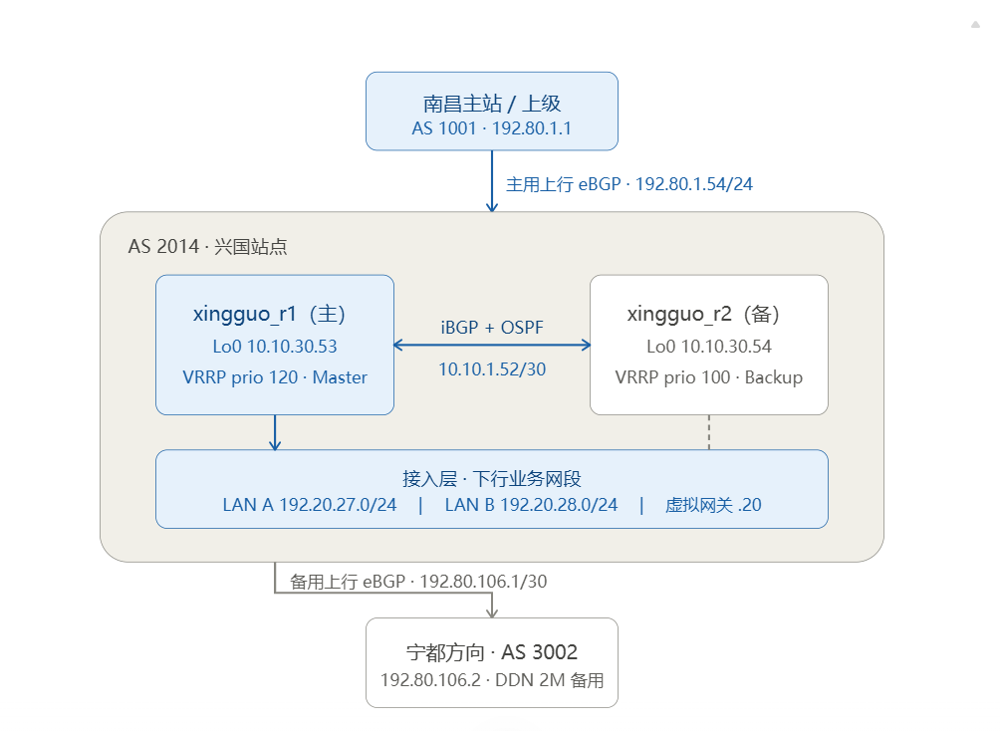 南昌主站 / 上级
AS 1001 · 192.80.1.1
主用上行 eBGP · 192.80.1.54/24
AS 2014 · 兴国站点
xingguo_r1（主）
Lo0 10.10.30.53
VRRP prio 120 · Master
iBGP + OSPF
10.10.1.52/30
xingguo_r2（备）
Lo0 10.10.30.54
VRRP prio 100 · Backup
接入层 · 下行业务网段
LAN A 192.20.27.0/24 | LAN B 192.20.28.0/24 | 虚拟网关 .20
备用上行 eBGP · 192.80.106.1/30
宁都方向 · AS 3002
192.80.106.2 · DDN 2M 备用